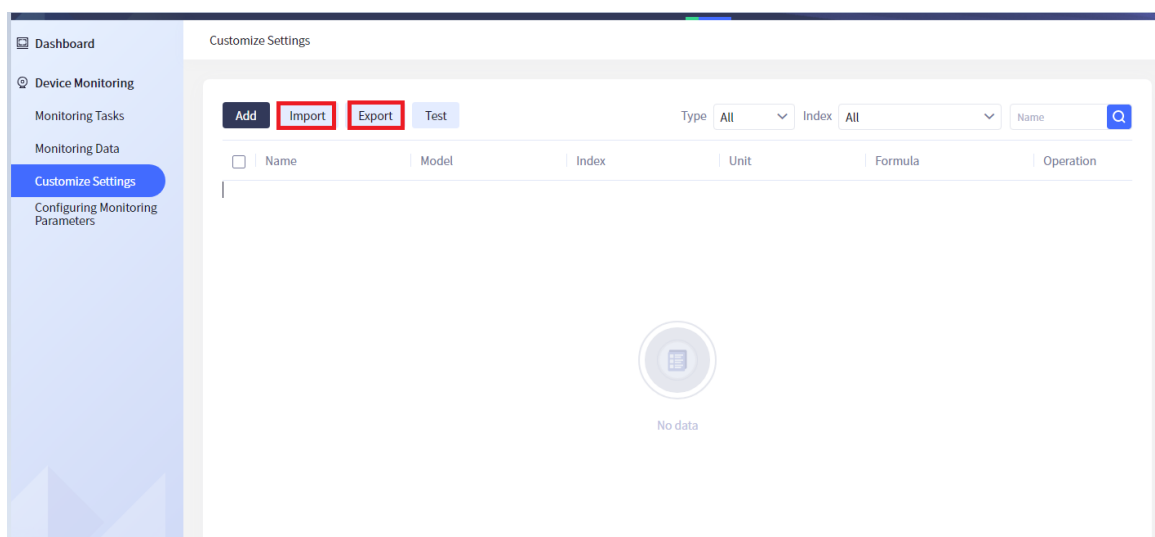 Dashboard
Customize Settings
Device Monitoring
Monitoring Tasks
Monitoring Data
Customize Settings
Configuring Monitoring
Parameters
Add Import Export Test Type All Index All Name
Name Model Index Unit Formula Operation
No data